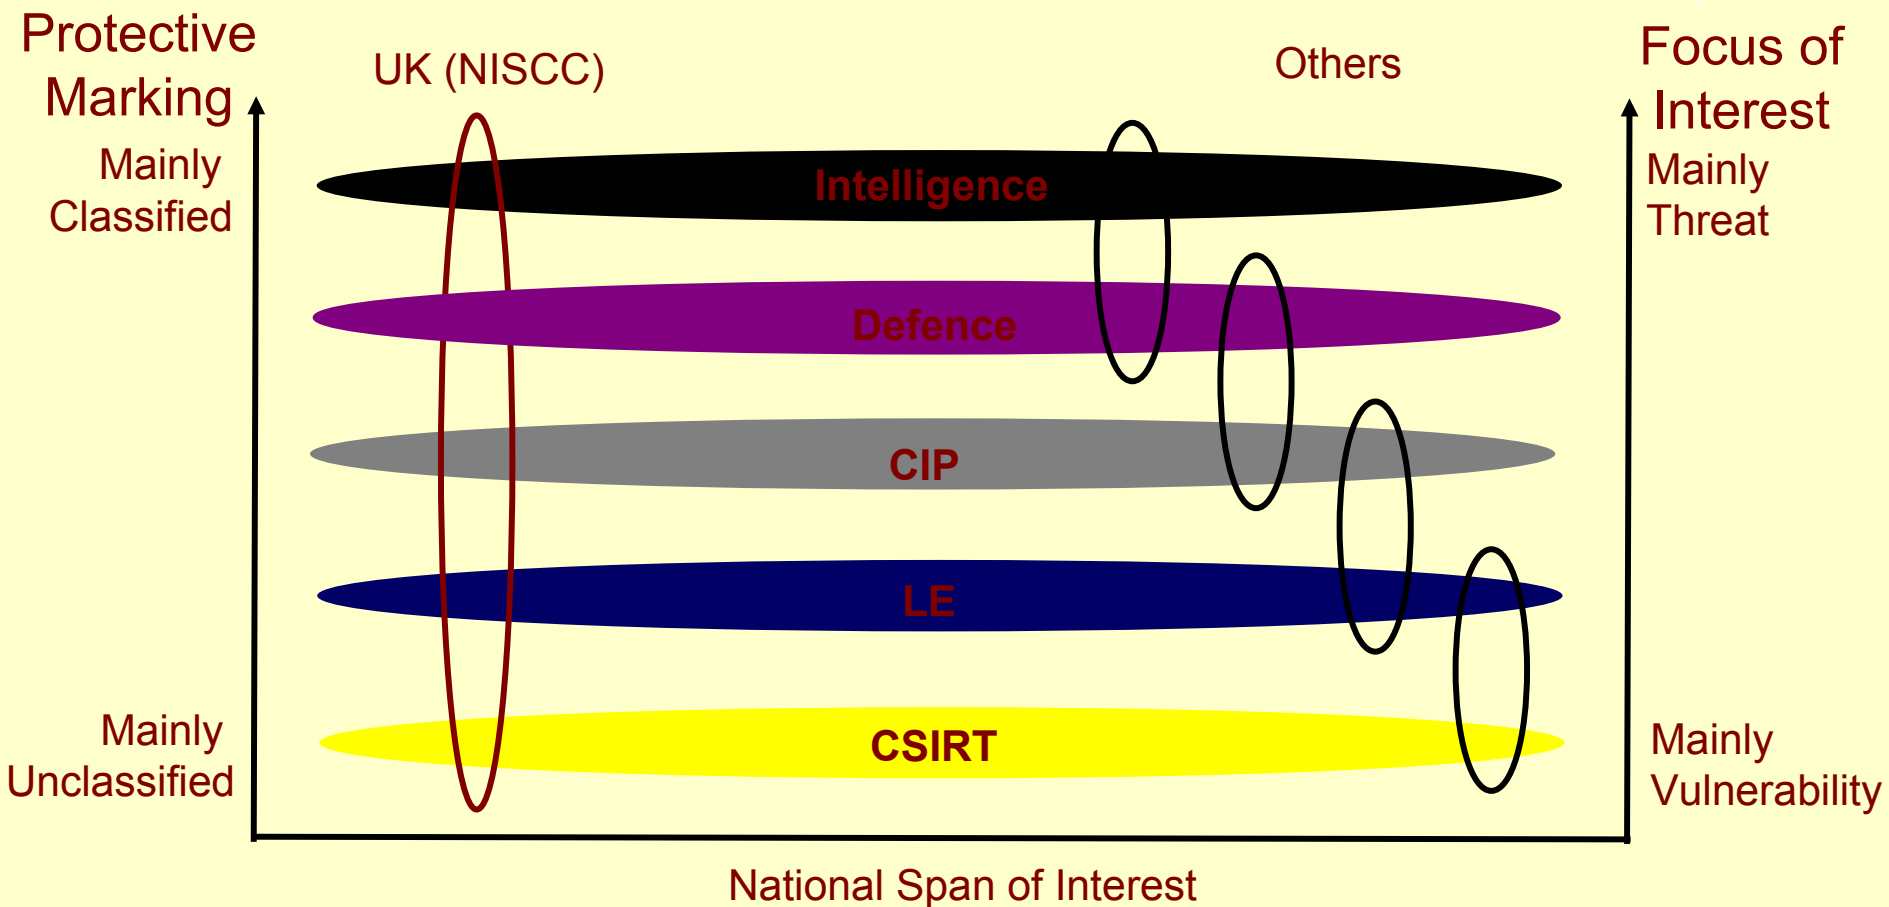 Protective
Marking
UK (NISCC)
Others
Focus of
Interest
Mainly
Classified
Intelligence
Mainly
Threat
Defence
CIP
LE
Mainly
Unclassified
CSIRT
Mainly
Vulnerability
National Span of Interest